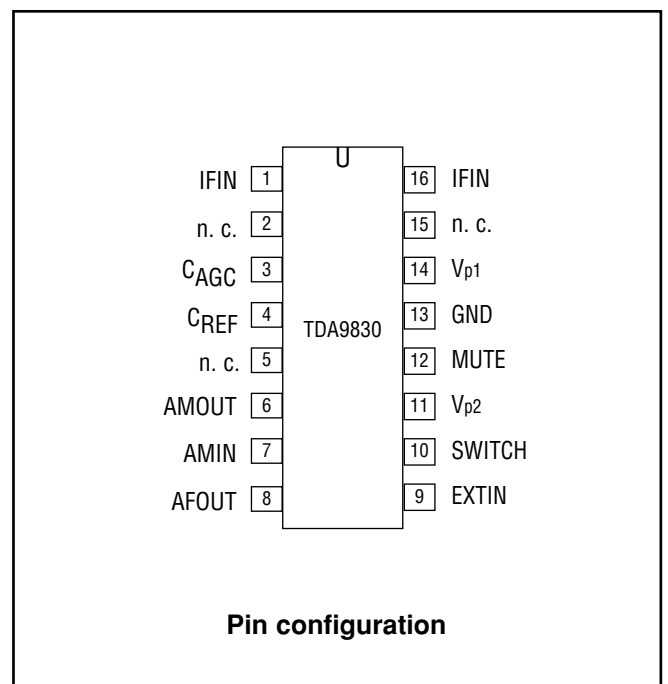 U
IFIN 1 16 IFIN
n. c. 2 15 n. c.
CAGC 3 14 Vp1
CREF 4 13 GND
TDA9830
n. c. 5 12 MUTE
AMOUT 6 11 Vp2
AMIN 7 10 SWITCH
AFOUT 8 9 EXTIN
Pin configuration